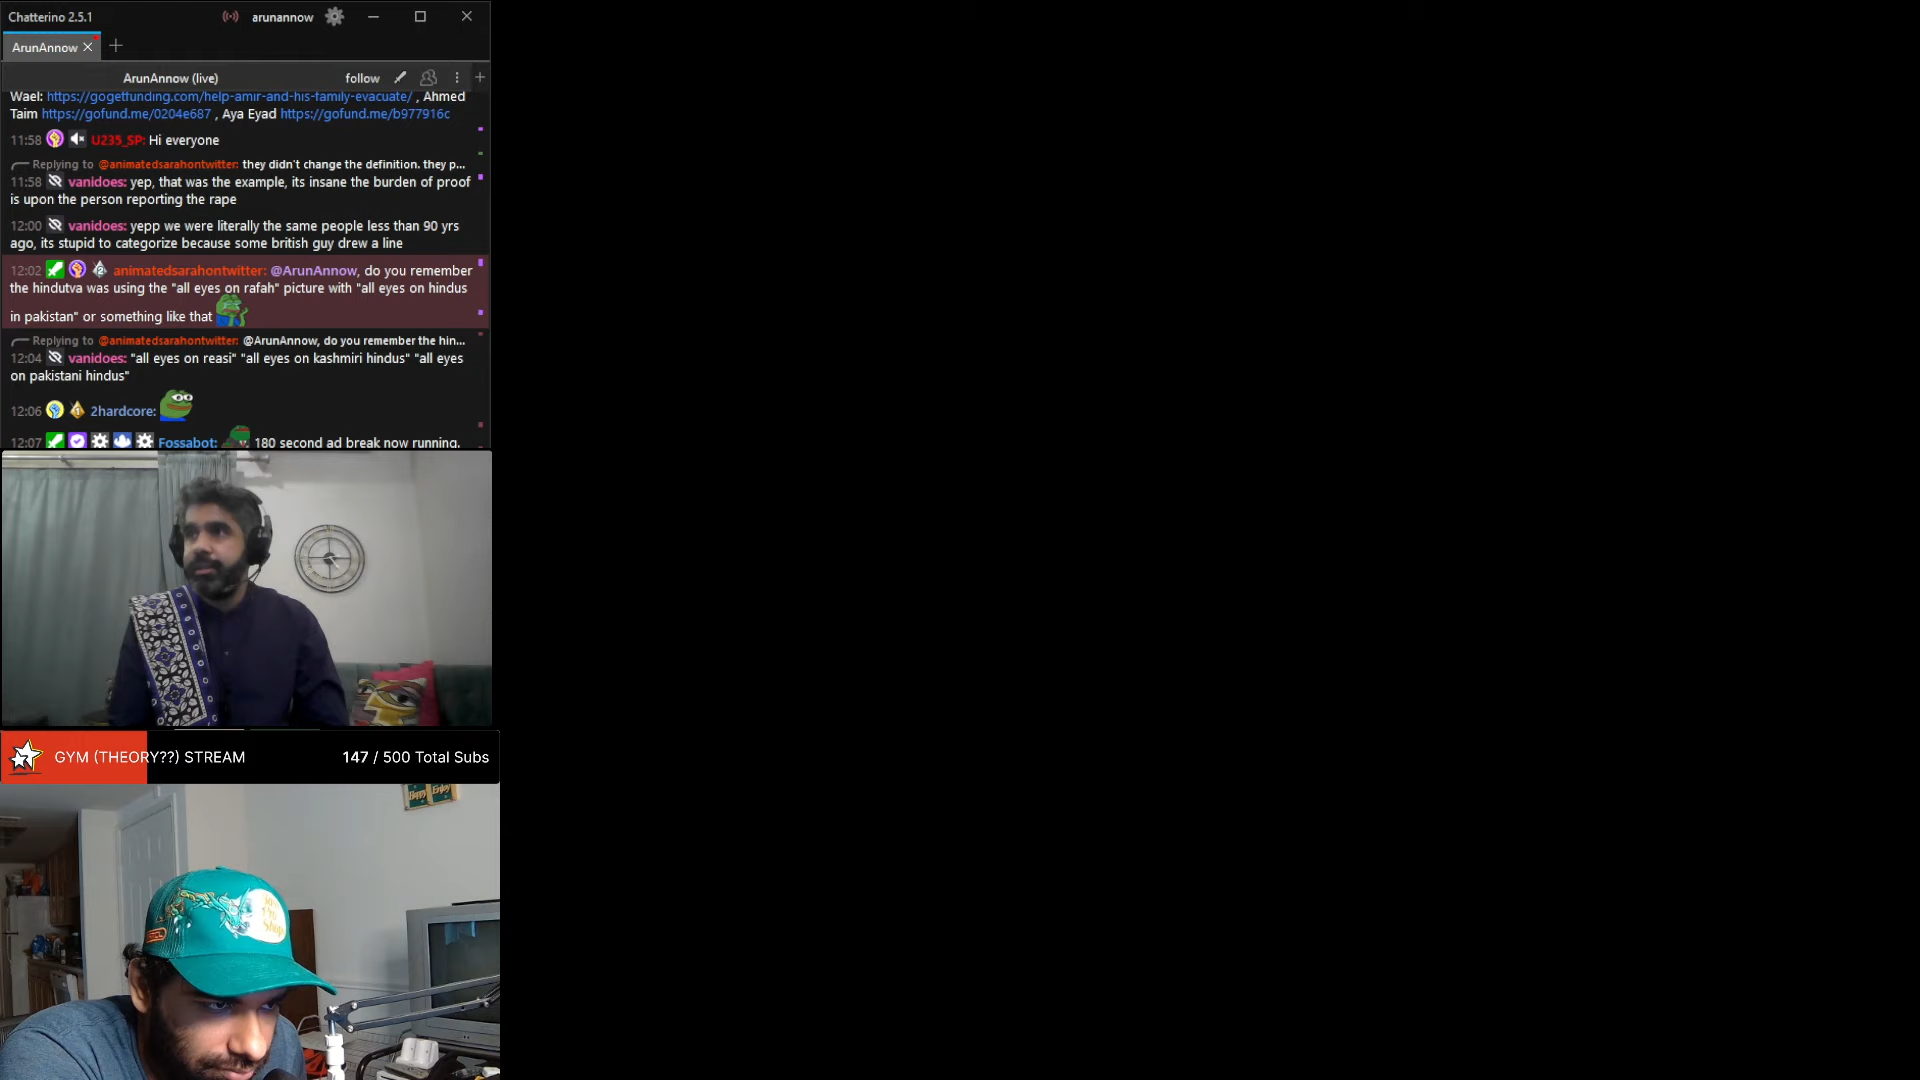 Chatterino 2.5.1
arunannow
ArunAnnow
ArunAnnow (live)
follow
Wael: https://gogetfunding.com/help-amir-and-his-family-evacuate/ , Ahmed
Taim https://gofund.me/0204e687 , Aya Eyad https://gofund.me/b977916c
11:58 U235_SP: Hi everyone
Replying to @animatedsarahontwitter: they didn't change the definition. they p...
11:58 vanidoes: yep, that was the example, its insane the burden of proof
is upon the person reporting the rape
12:00 vanidoes: yepp we were literally the same people less than 90 yrs
ago, its stupid to categorize because some british guy drew a line
12:02 animatedsarahontwitter: @ArunAnnow, do you remember
the hindutva was using the "all eyes on rafah" picture with "all eyes on hindus
in pakistan" or something like that
Replying to @animatedsarahontwitter: @ArunAnnow, do you remember the hin...
12:04 vanidoes: "all eyes on reasi" "all eyes on kashmiri hindus" "all eyes
on pakistani hindus"
12:06 2hardcore:
12:07 Fossabot: 180 second ad break now running.
GYM (THEORY??) STREAM
147 / 500 Total Subs
Happy
Enjoy